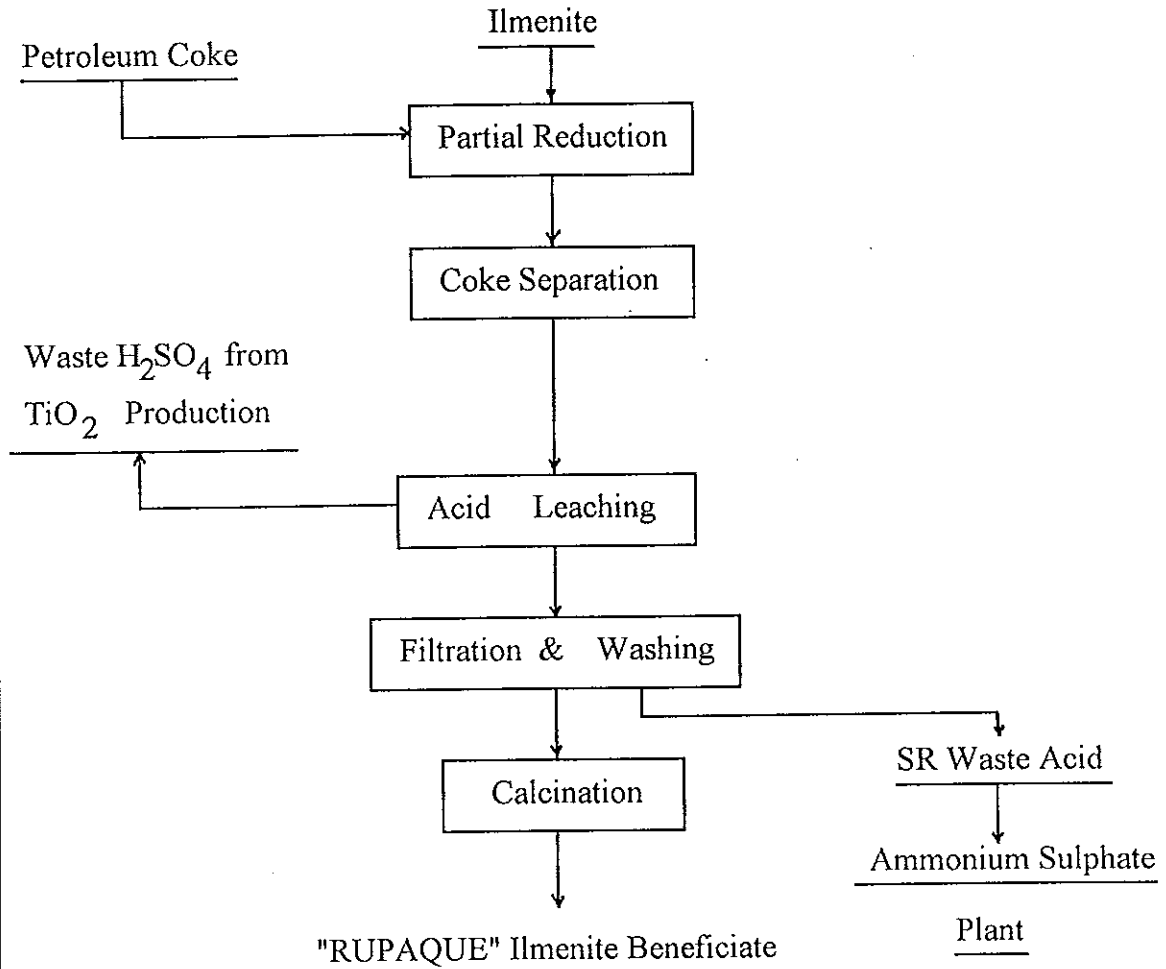 Ilmenite
Petroleum Coke
Partial Reduction
Coke Separation
Waste H₂SO₄ from
TiO₂ Production
Acid Leaching
Filtration & Washing
SR Waste Acid
Calcination
Ammonium Sulphate
Plant
"RUPAQUE" Ilmenite Beneficiate